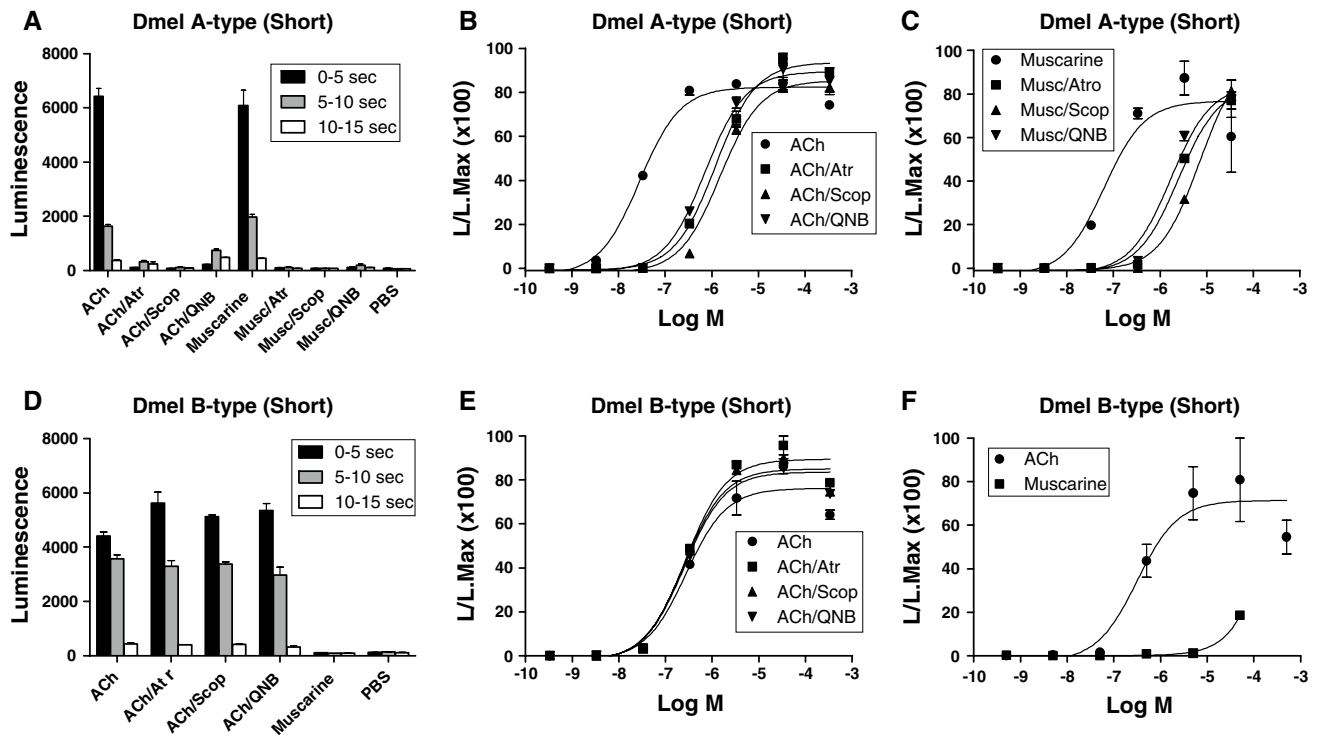 A
Dmel A-type (Short)
Luminescence
8000
6000
4000
2000
0
0-5 sec
5-10 sec
10-15 sec
ACh
ACh/Atr
ACh/Scop
ACh/QNB
Muscarine
Musc/Atr
Musc/Scop
Musc/QNB
PBS
B
Dmel A-type (Short)
L/L.Max (x100)
100
80
60
40
20
0
ACh
ACh/Atr
ACh/Scop
ACh/QNB
-10 -9 -8 -7 -6 -5 -4 -3
Log M
C
Dmel A-type (Short)
L/L.Max (x100)
100
80
60
40
20
0
Muscarine
Musc/Atro
Musc/Scop
Musc/QNB
-10 -9 -8 -7 -6 -5 -4 -3
Log M
D
Dmel B-type (Short)
Luminescence
8000
6000
4000
2000
0
0-5 sec
5-10 sec
10-15 sec
ACh
ACh/At r
ACh/Scop
ACh/QNB
Muscarine
PBS
E
Dmel B-type (Short)
L/L.Max (x100)
100
80
60
40
20
0
ACh
ACh/Atr
ACh/Scop
ACh/QNB
-10 -9 -8 -7 -6 -5 -4 -3
Log M
F
Dmel B-type (Short)
L/L.Max (x100)
100
80
60
40
20
0
ACh
Muscarine
-10 -9 -8 -7 -6 -5 -4 -3
Log M